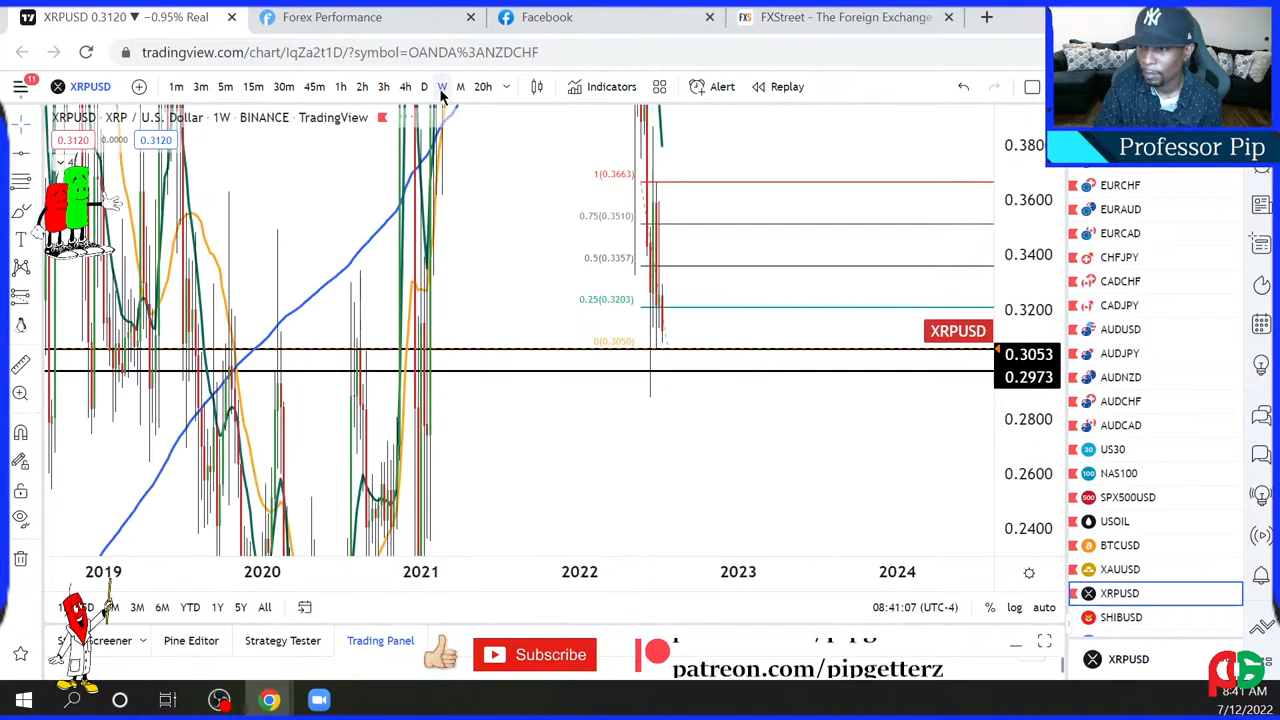 XRPUSD 0.3120 ▼ −0.95% Real
Forex Performance
Facebook
FXStreet - The Foreign Exchange
tradingview.com/chart/IqZa2t1D/?symbol=OANDA%3ANZDCHF
11
XRPUSD
1m 3m 5m 15m 30m 45m 1h 2h 3h 4h D W M 20h
Indicators
Alert
Replay
Professor Pip
XRPUSD · XRP / U.S. Dollar · 1W · BINANCE · TradingView
0.3120 0.0000 0.3120
4
1(0.3663)
0.75(0.3510)
0.5(0.3357)
0.25(0.3203)
0(0.3050)
XRPUSD
0.3800
0.3600
0.3400
0.3200
0.3053
0.2973
0.2800
0.2600
0.2400
2019 2020 2021 2022 2023 2024
EURCHF
EURAUD
EURCAD
CHFJPY
CADCHF
CADJPY
AUDUSD
AUDJPY
AUDNZD
AUDCHF
AUDCAD
US30
NAS100
SPX500USD
USOIL
BTCUSD
XAUUSD
XRPUSD
SHIBUSD
3M 6M YTD 1Y 5Y All
08:41:07 (UTC-4)
% log auto
Pine Editor
Strategy Tester
Trading Panel
Subscribe
patreon.com/pipgetterz
XRPUSD
8:41 AM
7/12/2022